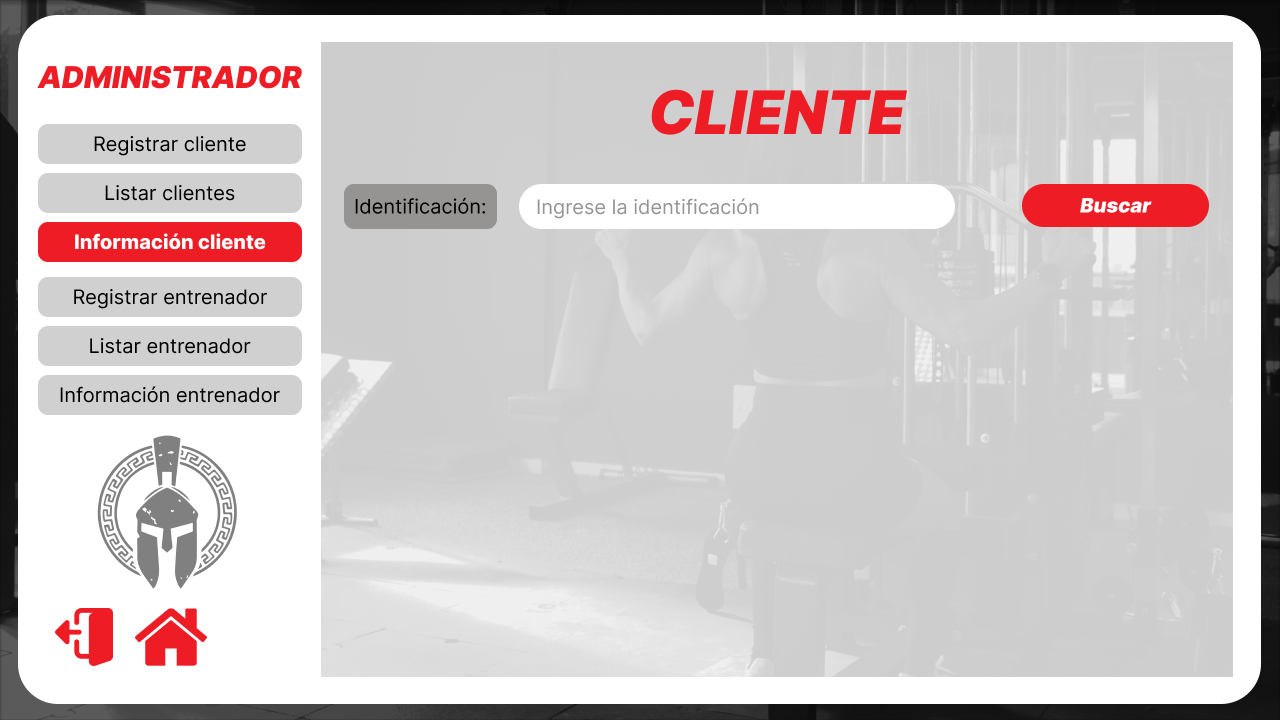 ADMINISTRADOR
Registrar cliente
Listar clientes
Información cliente
Registrar entrenador
Listar entrenador
Información entrenador
CLIENTE
Identificación:
Ingrese la identificación
Buscar